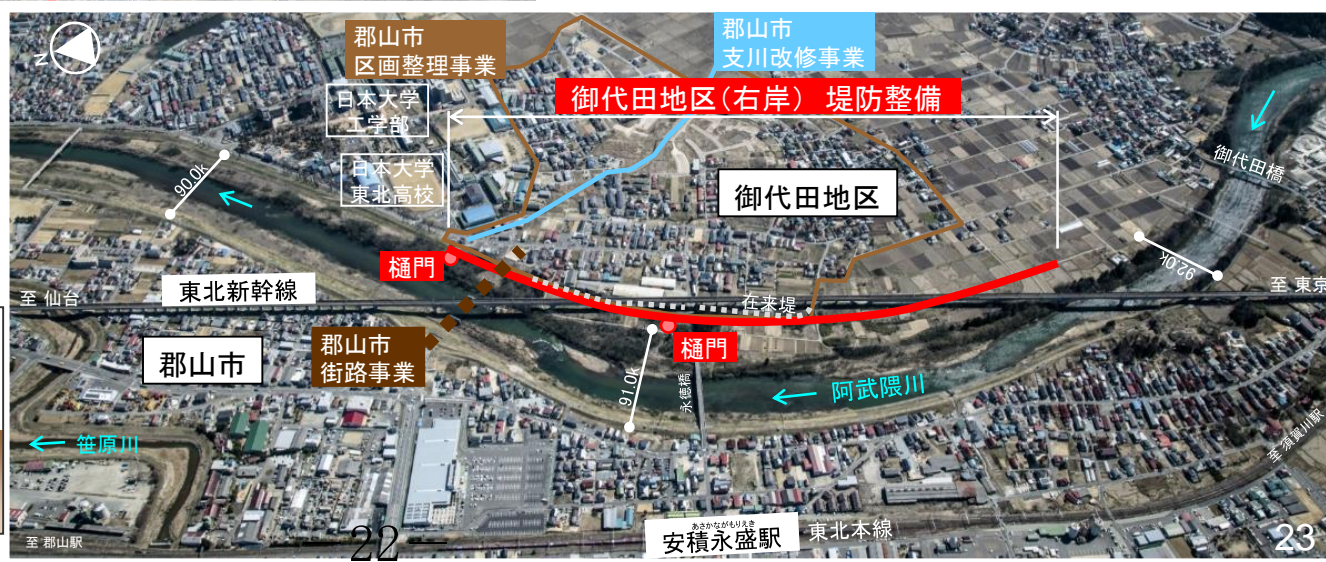 N
郡山市
区画整理事業
郡山市
支川改修事業
日本大学
工学部
御代田地区(右岸) 堤防整備
日本大学
東北高校
御代田地区
御代田橋
90.0k
92.0k
樋門
至 仙台
東北新幹線
在来堤
至 東京
郡山市
郡山市
街路事業
91.0k
樋門
永徳橋
阿武隈川
笹原川
至 須賀川駅
至 郡山駅
22
あさかながもりえき
安積永盛駅
東北本線
23